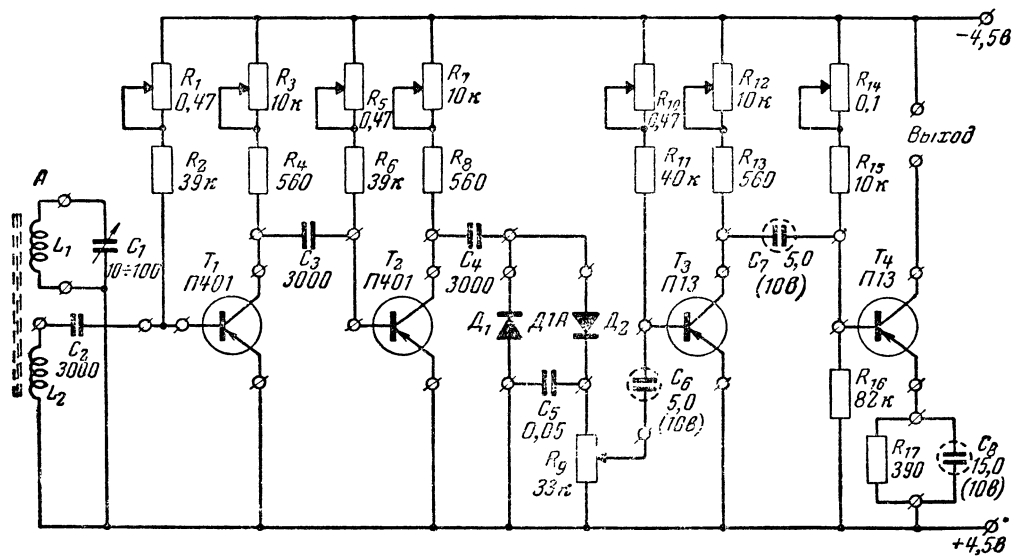 −4,5в
R1
0,47
R3
10к
R5
0,47
R7
10к
R10
0,47
R12
10к
R14
0,1
Выход
R2
39к
R4
560
R6
39к
R8
560
R11
40к
R13
560
R15
10к
А
L1
C1
10÷100
C3
3000
C4
3000
C7
5,0
(10в)
T1
П401
T2
П401
T3
П13
T4
П13
Д1
Д1А
Д2
C2
3000
L2
C5
0,05
C6
5,0
(10в)
R16
82к
R9
33к
R17
390
C8
15,0
(10в)
+4,5в